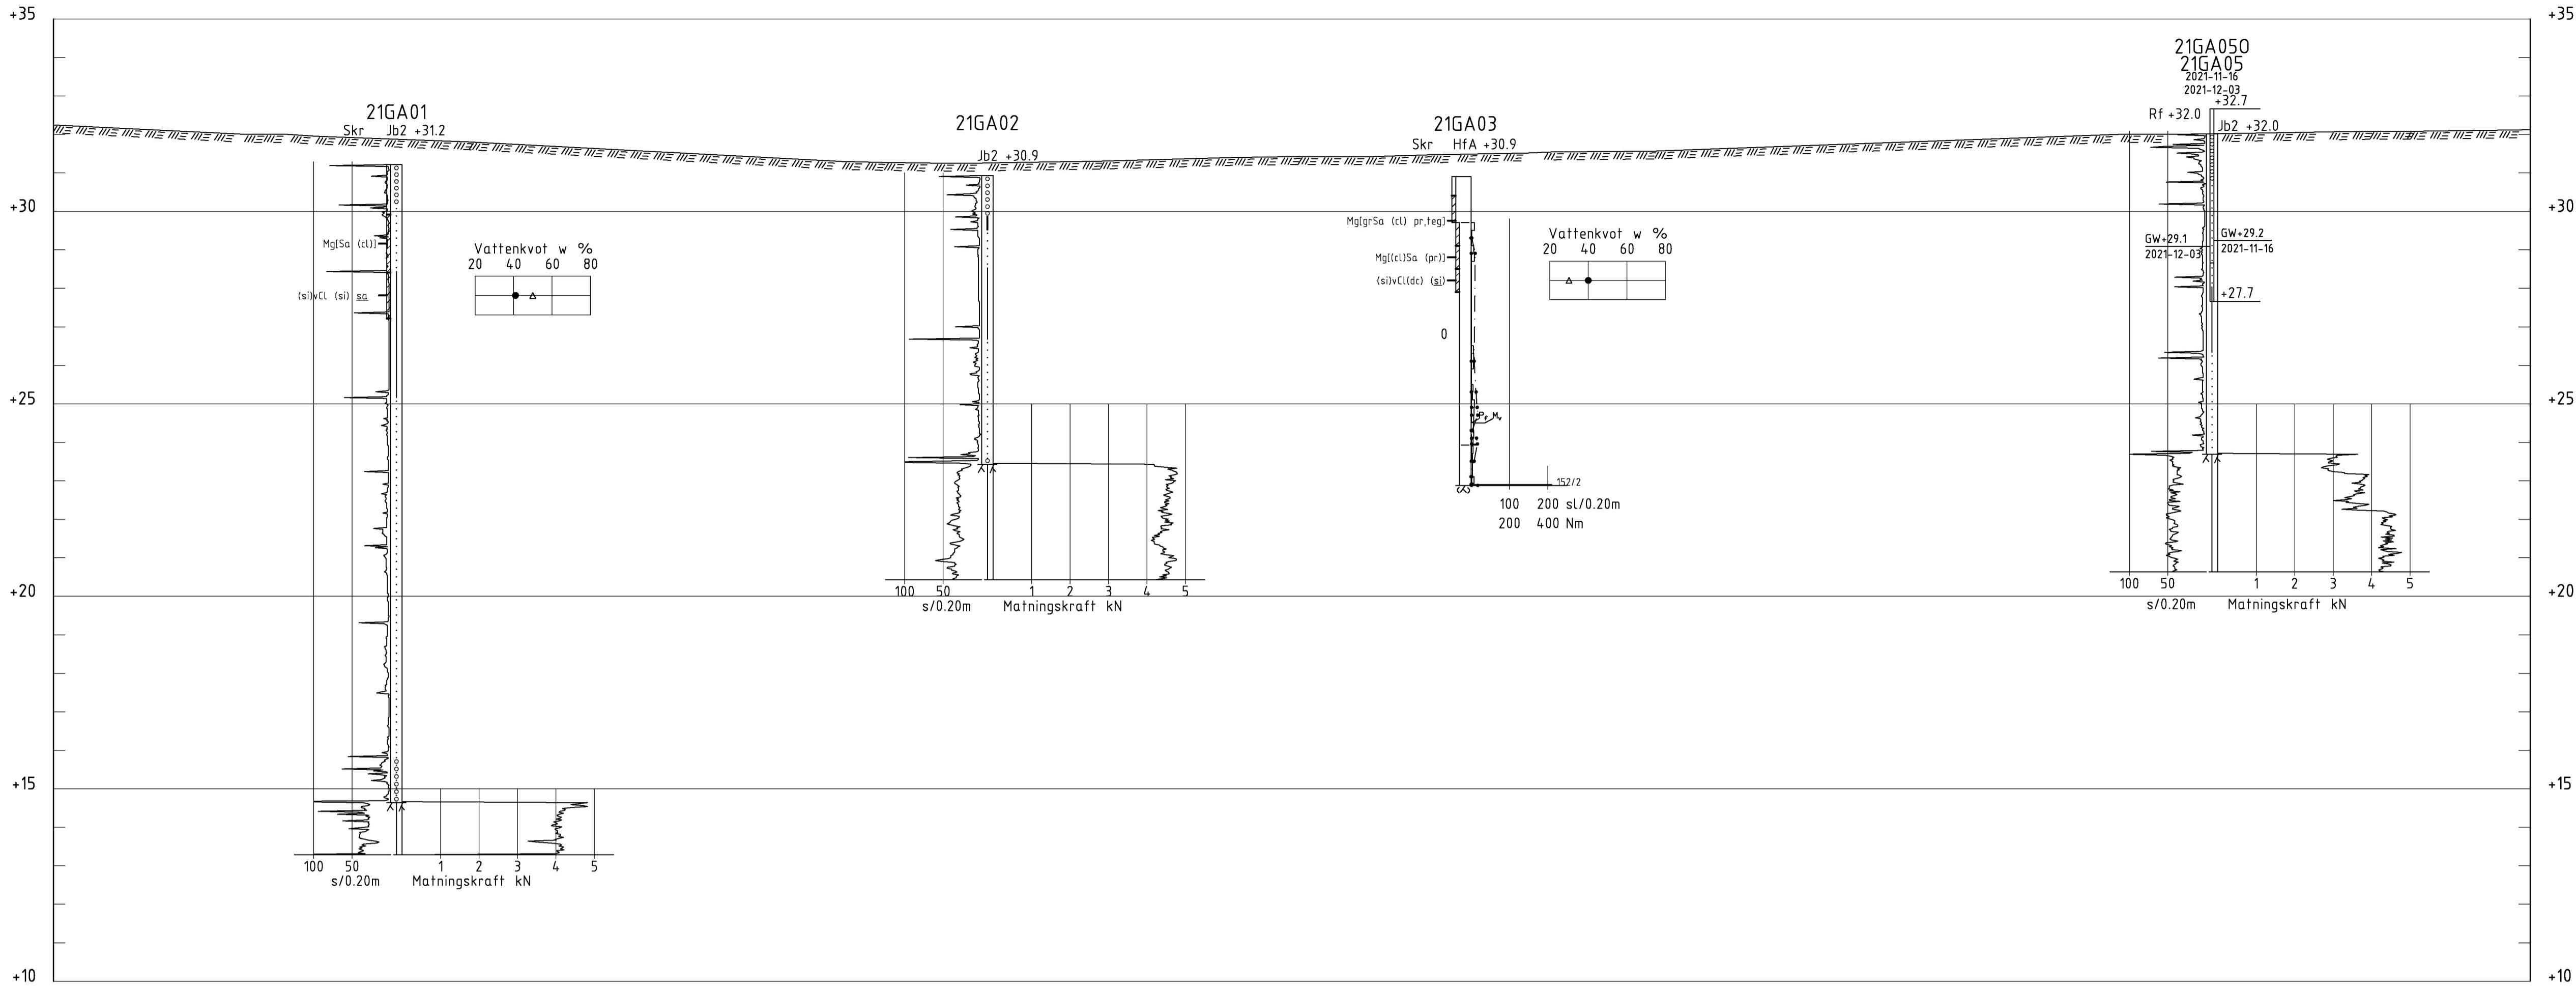 +35
+35
21GA05O
21GA05
2021-11-16
2021-12-03
+32.7
Rf +32.0
Jb2 +32.0
21GA01
Skr Jb2 +31.2
21GA02
Jb2 +30.9
21GA03
Skr HfA +30.9
+30
+30
Mg[Sa (cl)]
(si)vCl (si) sa
Vattenkvot w %
20 40 60 80
Mg[grSa (cl) pr,teg]
Mg[(cl)Sa (pr)]
(si)vCl(dc) (si)
0
Vattenkvot w %
20 40 60 80
GW+29.1
2021-12-03
GW+29.2
2021-11-16
+27.7
+25
+25
Pr Mv
152/2
100 200 sl/0.20m
200 400 Nm
+20
+20
100 50 1 2 3 4 5
s/0.20m Matningskraft kN
100 50 1 2 3 4 5
s/0.20m Matningskraft kN
+15
+15
100 50 1 2 3 4 5
s/0.20m Matningskraft kN
+10
+10